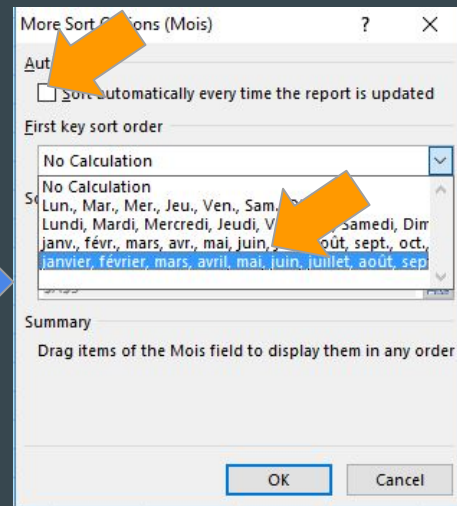 More Sort (Mois) ? X
Sort automatically every time the report is updated
First key sort order
No Calculation
No Calculation
Lun., Mar., Mer., Jeu., Ven., Sam.
Lundi, Mardi, Mercredi, Jeudi, Samedi, Dim
janv., févr., mars, avr., mai, juin, sept., oct.,
janvier, février, mars, avril, mai, juin, juillet, août, sep
Summary
Drag items of the Mois field to display them in any order
OK Cancel